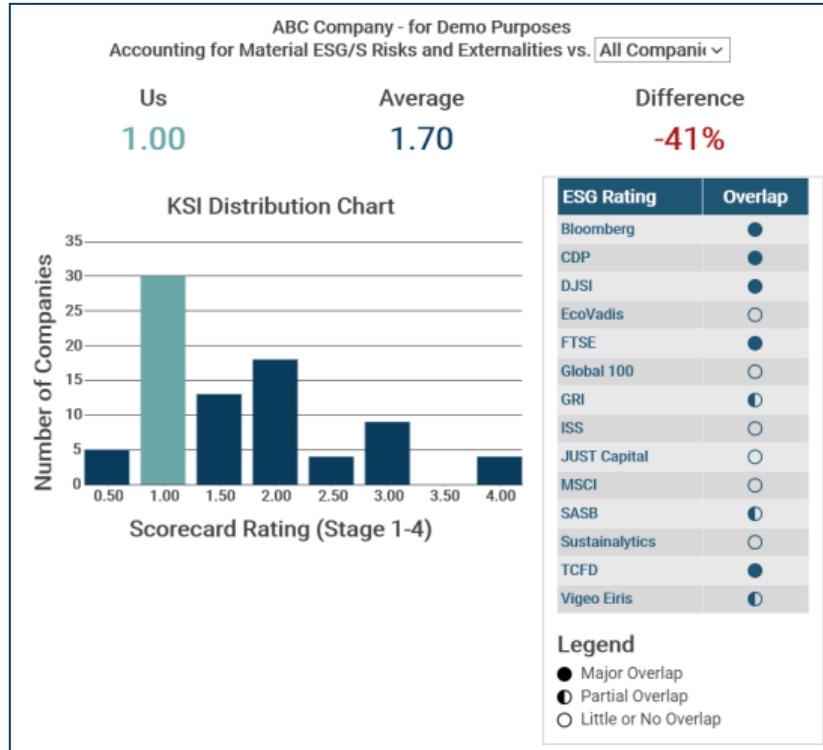 ABC Company - for Demo Purposes
Accounting for Material ESG/S Risks and Externalities vs. All Companie
Us Average Difference
1.00 1.70 -41%
KSI Distribution Chart
Number of Companies
35
30
25
20
15
10
5
0
0.50 1.00 1.50 2.00 2.50 3.00 3.50 4.00
Scorecard Rating (Stage 1-4)
ESG Rating Overlap
Bloomberg
CDP
DJSI
EcoVadis
FTSE
Global 100
GRI
ISS
JUST Capital
MSCI
SASB
Sustainalytics
TCFD
Vigeo Eiris
Legend
Major Overlap
Partial Overlap
Little or No Overlap